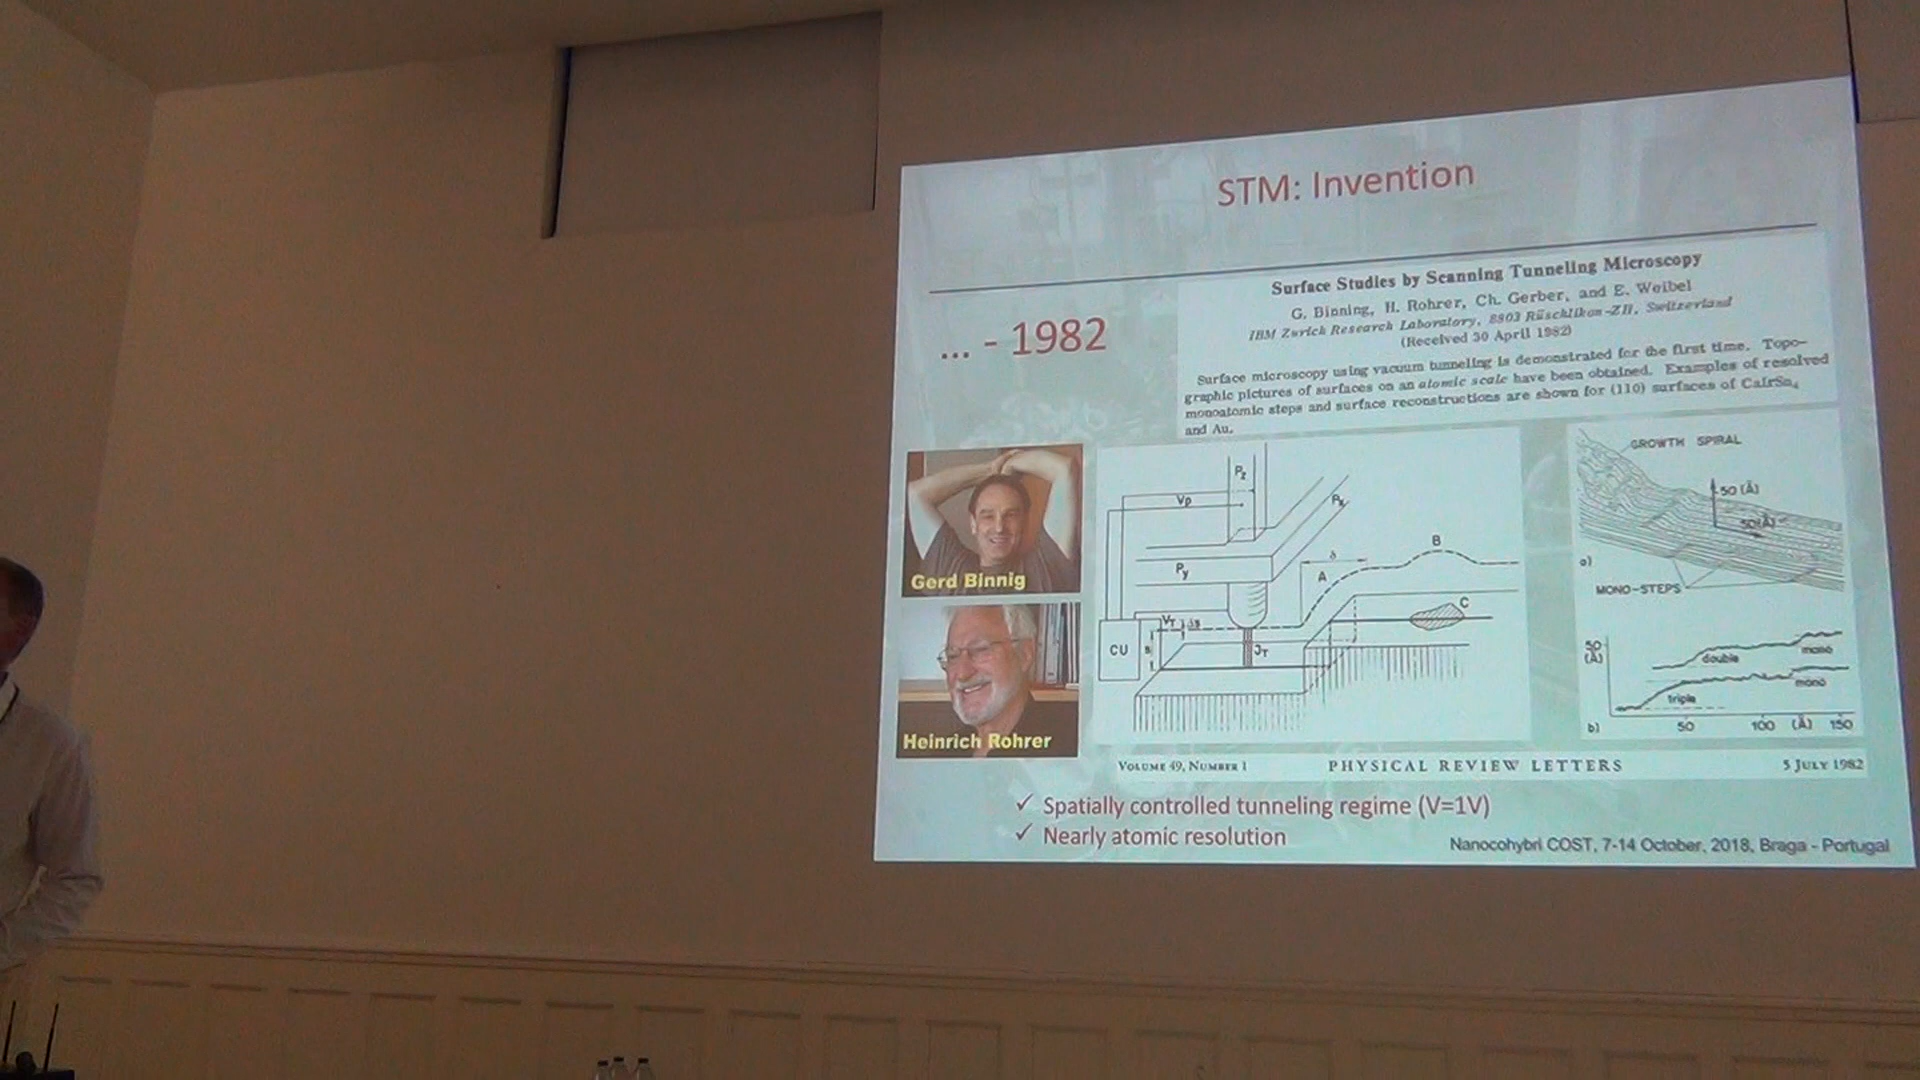 STM: Invention
... - 1982
Surface Studies by Scanning Tunneling Microscopy
G. Binning, H. Rohrer, Ch. Gerber, and E. Weibel
IBM Zurich Research Laboratory, 8803 Rüschlikon-ZH, Switzerland
(Received 30 April 1982)
Surface microscopy using vacuum tunneling is demonstrated for the first time. Topo-
graphic pictures of surfaces on an atomic scale have been obtained. Examples of resolved
monoatomic steps and surface reconstructions are shown for (110) surfaces of CaIrSn4
and Au.
Gerd Binnig
Heinrich Rohrer
Pz
Vp
Px
Py
δ
A
B
C
VT
δs
s
CU
JT
GROWTH SPIRAL
50 (Å)
50(Å)
a)
MONO-STEPS
50
(Å)
double
mono
mono
triple
b)
50 100 (Å) 150
VOLUME 49, NUMBER 1 PHYSICAL REVIEW LETTERS 5 JULY 1982
✓ Spatially controlled tunneling regime (V=1V)
✓ Nearly atomic resolution
Nanocohybri COST, 7-14 October, 2018, Braga - Portugal